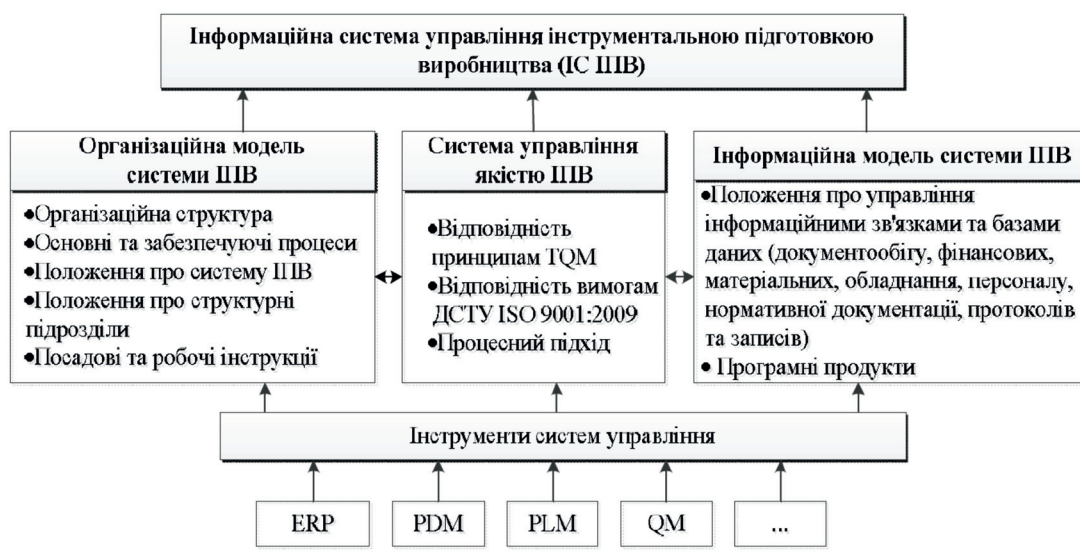 Інформаційна система управління інструментальною підготовкою
виробництва (ІС ІПВ)
Організаційна модель
системи ІПВ
•Організаційна структура
•Основні та забезпечуючі процеси
•Положення про систему ІПВ
•Положення про структурні
підрозділи
•Посадові та робочі інструкції
Система управління
якістю ІПВ
•Відповідність
принципам TQM
•Відповідність вимогам
ДСТУ ISO 9001:2009
•Процесний підхід
Інформаційна модель системи ІПВ
•Положення про управління
інформаційними зв'язками та базами
даних (документообігу, фінансових,
матеріальних, обладнання, персоналу,
нормативної документації, протоколів
та записів)
• Програмні продукти
Інструменти систем управління
ERP
PDM
PLM
QM
...